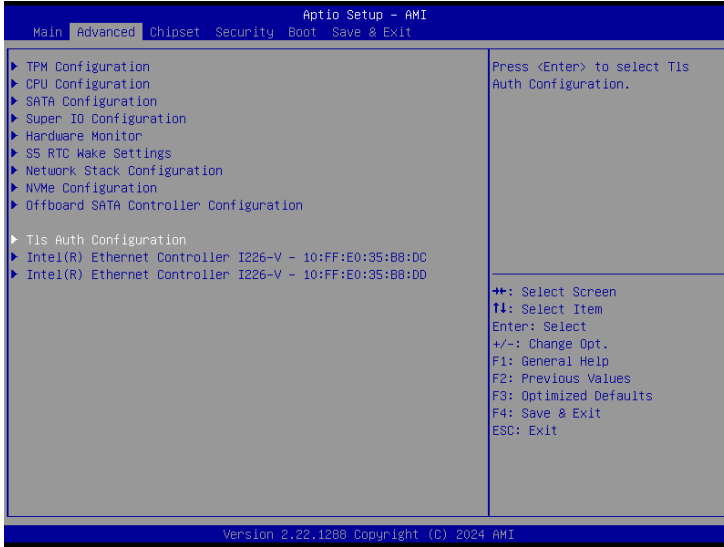 Aptio Setup - AMI
Main Advanced Chipset Security Boot Save & Exit
▶ TPM Configuration
▶ CPU Configuration
▶ SATA Configuration
▶ Super IO Configuration
▶ Hardware Monitor
▶ S5 RTC Wake Settings
▶ Network Stack Configuration
▶ NVMe Configuration
▶ Offboard SATA Controller Configuration
▶ Tls Auth Configuration
▶ Intel(R) Ethernet Controller I226-V - 10:FF:E0:35:B8:DC
▶ Intel(R) Ethernet Controller I226-V - 10:FF:E0:35:B8:DD
Press <Enter> to select Tls
Auth Configuration.
→←: Select Screen
↑↓: Select Item
Enter: Select
+/-: Change Opt.
F1: General Help
F2: Previous Values
F3: Optimized Defaults
F4: Save & Exit
ESC: Exit
Version 2.22.1288 Copyright (C) 2024 AMI